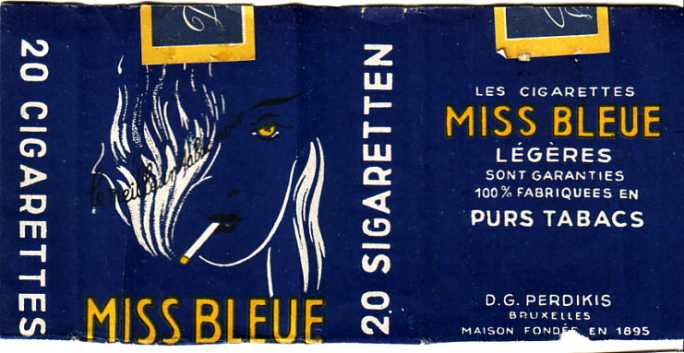 20 CIGARETTES
MISS BLEUE
20 SIGARETTEN
LES CIGARETTES
MISS BLEUE
LÉGÈRES
SONT GARANTIES
100% FABRIQUEES EN
PURS TABACS
D.G. PERDIKIS
BRUXELLES
MAISON FONDÉE EN 1895